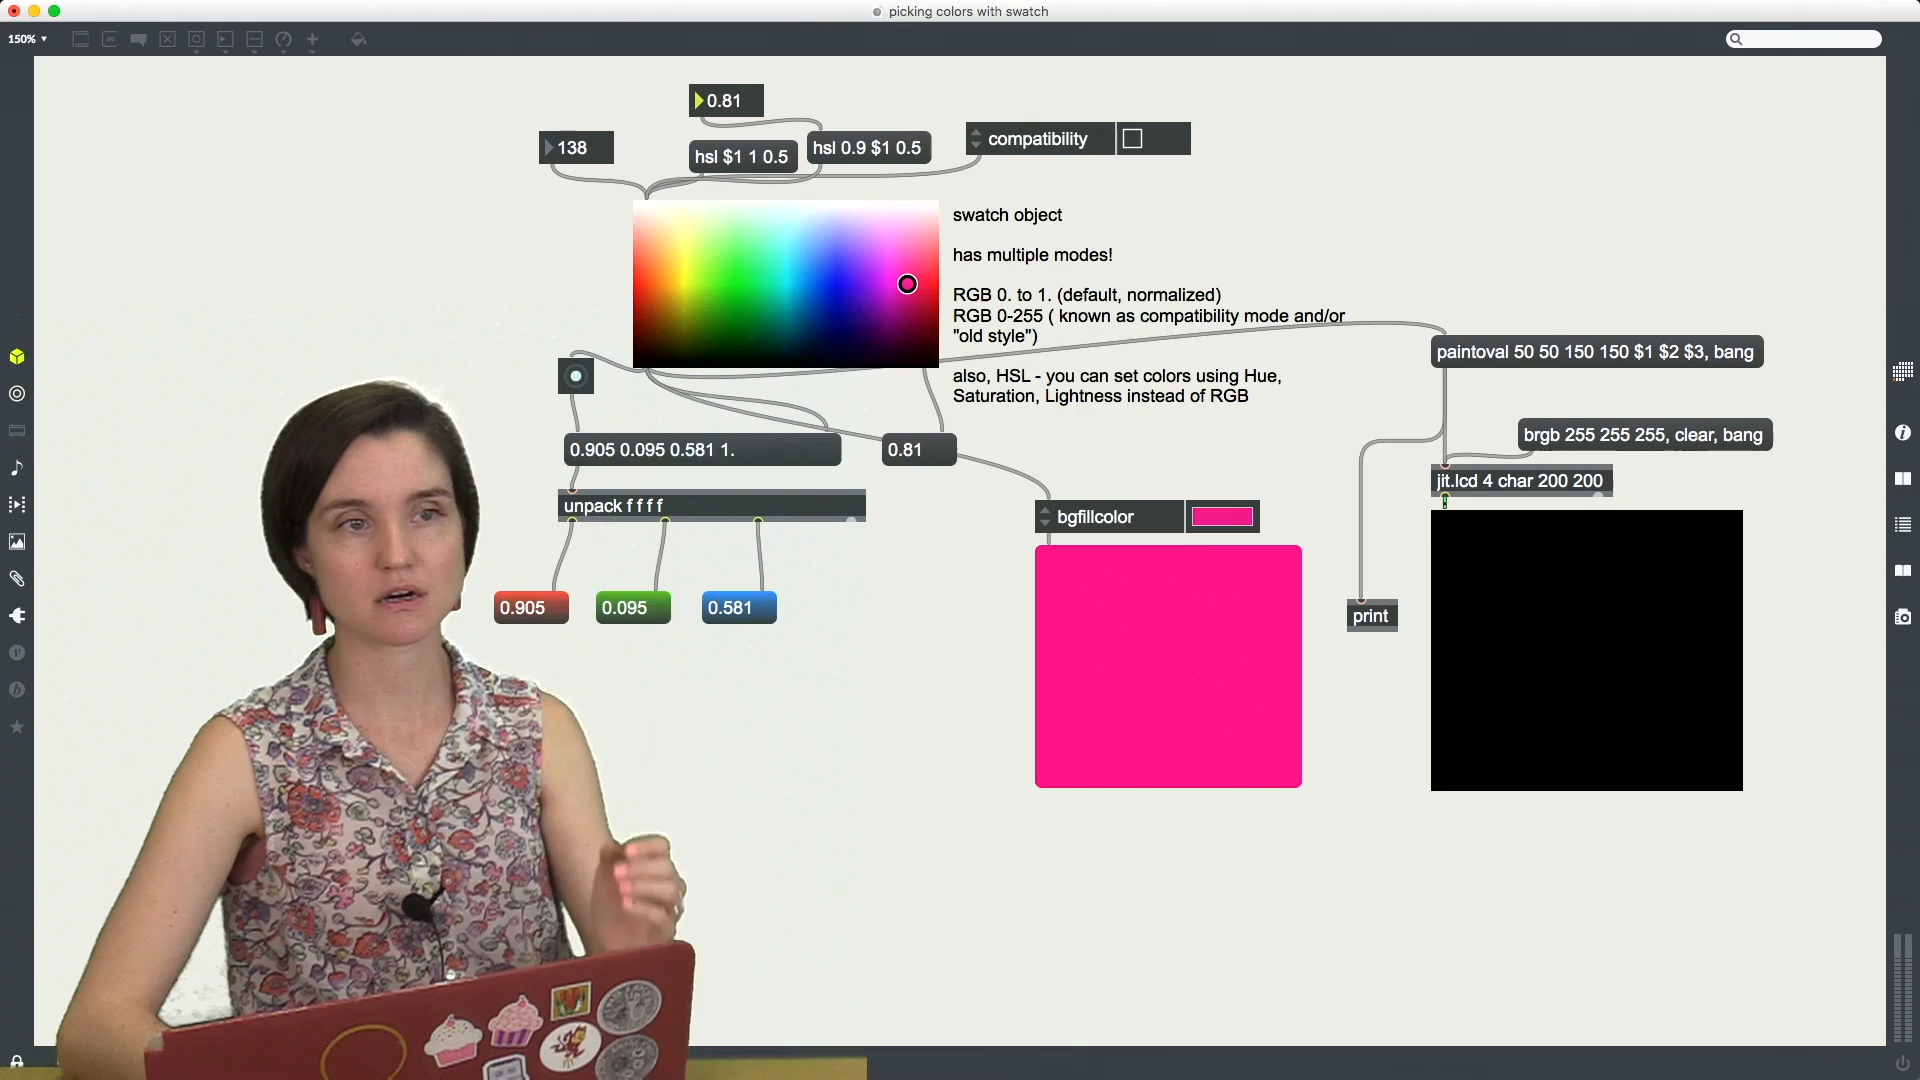 picking colors with swatch
150%
0.81
138
hsl $1 1 0.5
hsl 0.9 $1 0.5
compatibility
swatch object
has multiple modes!
RGB 0. to 1. (default, normalized)
RGB 0-255 ( known as compatibility mode and/or
"old style")
also, HSL - you can set colors using Hue,
Saturation, Lightness instead of RGB
paintoval 50 50 150 150 $1 $2 $3, bang
brgb 255 255 255, clear, bang
0.905 0.095 0.581 1.
0.81
jit.lcd 4 char 200 200
unpack f f f f
bgfillcolor
0.905
0.095
0.581
print